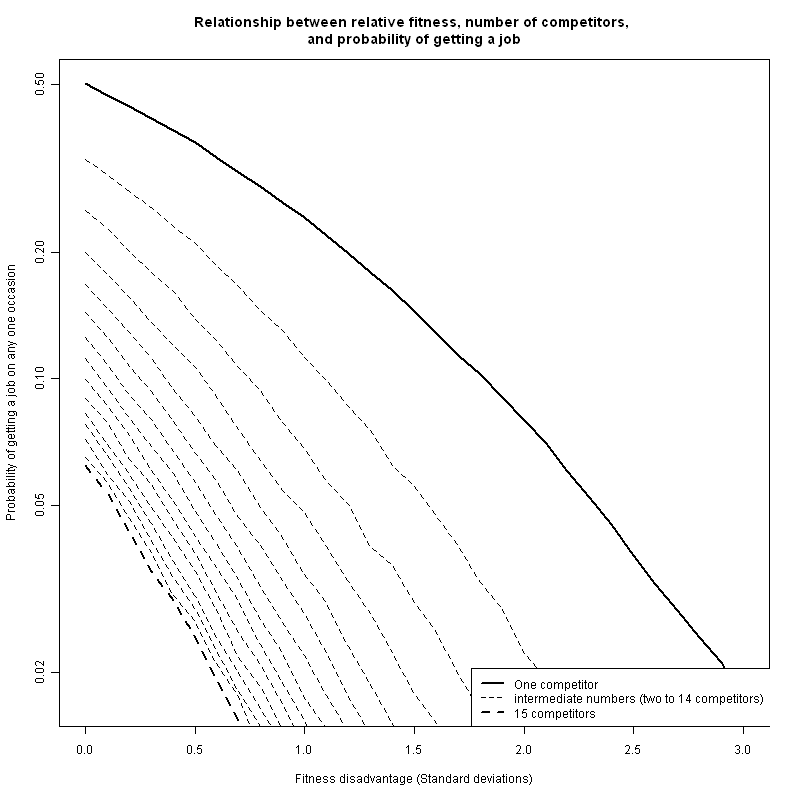 Relationship between relative fitness, number of competitors,
and probability of getting a job
Probability of getting a job on any one occasion
0.50
0.20
0.10
0.05
0.02
One competitor
intermediate numbers (two to 14 competitors)
15 competitors
0.0 0.5 1.0 1.5 2.0 2.5 3.0
Fitness disadvantage (Standard deviations)